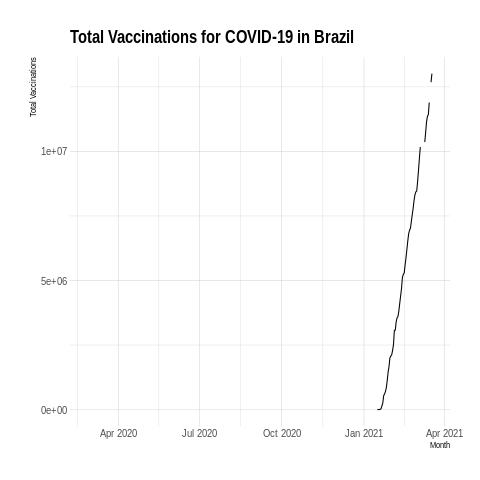 Total Vaccinations for COVID-19 in Brazil
Total Vaccinations
1e+07
5e+06
0e+00
Apr 2020 Jul 2020 Oct 2020 Jan 2021 Apr 2021
Month